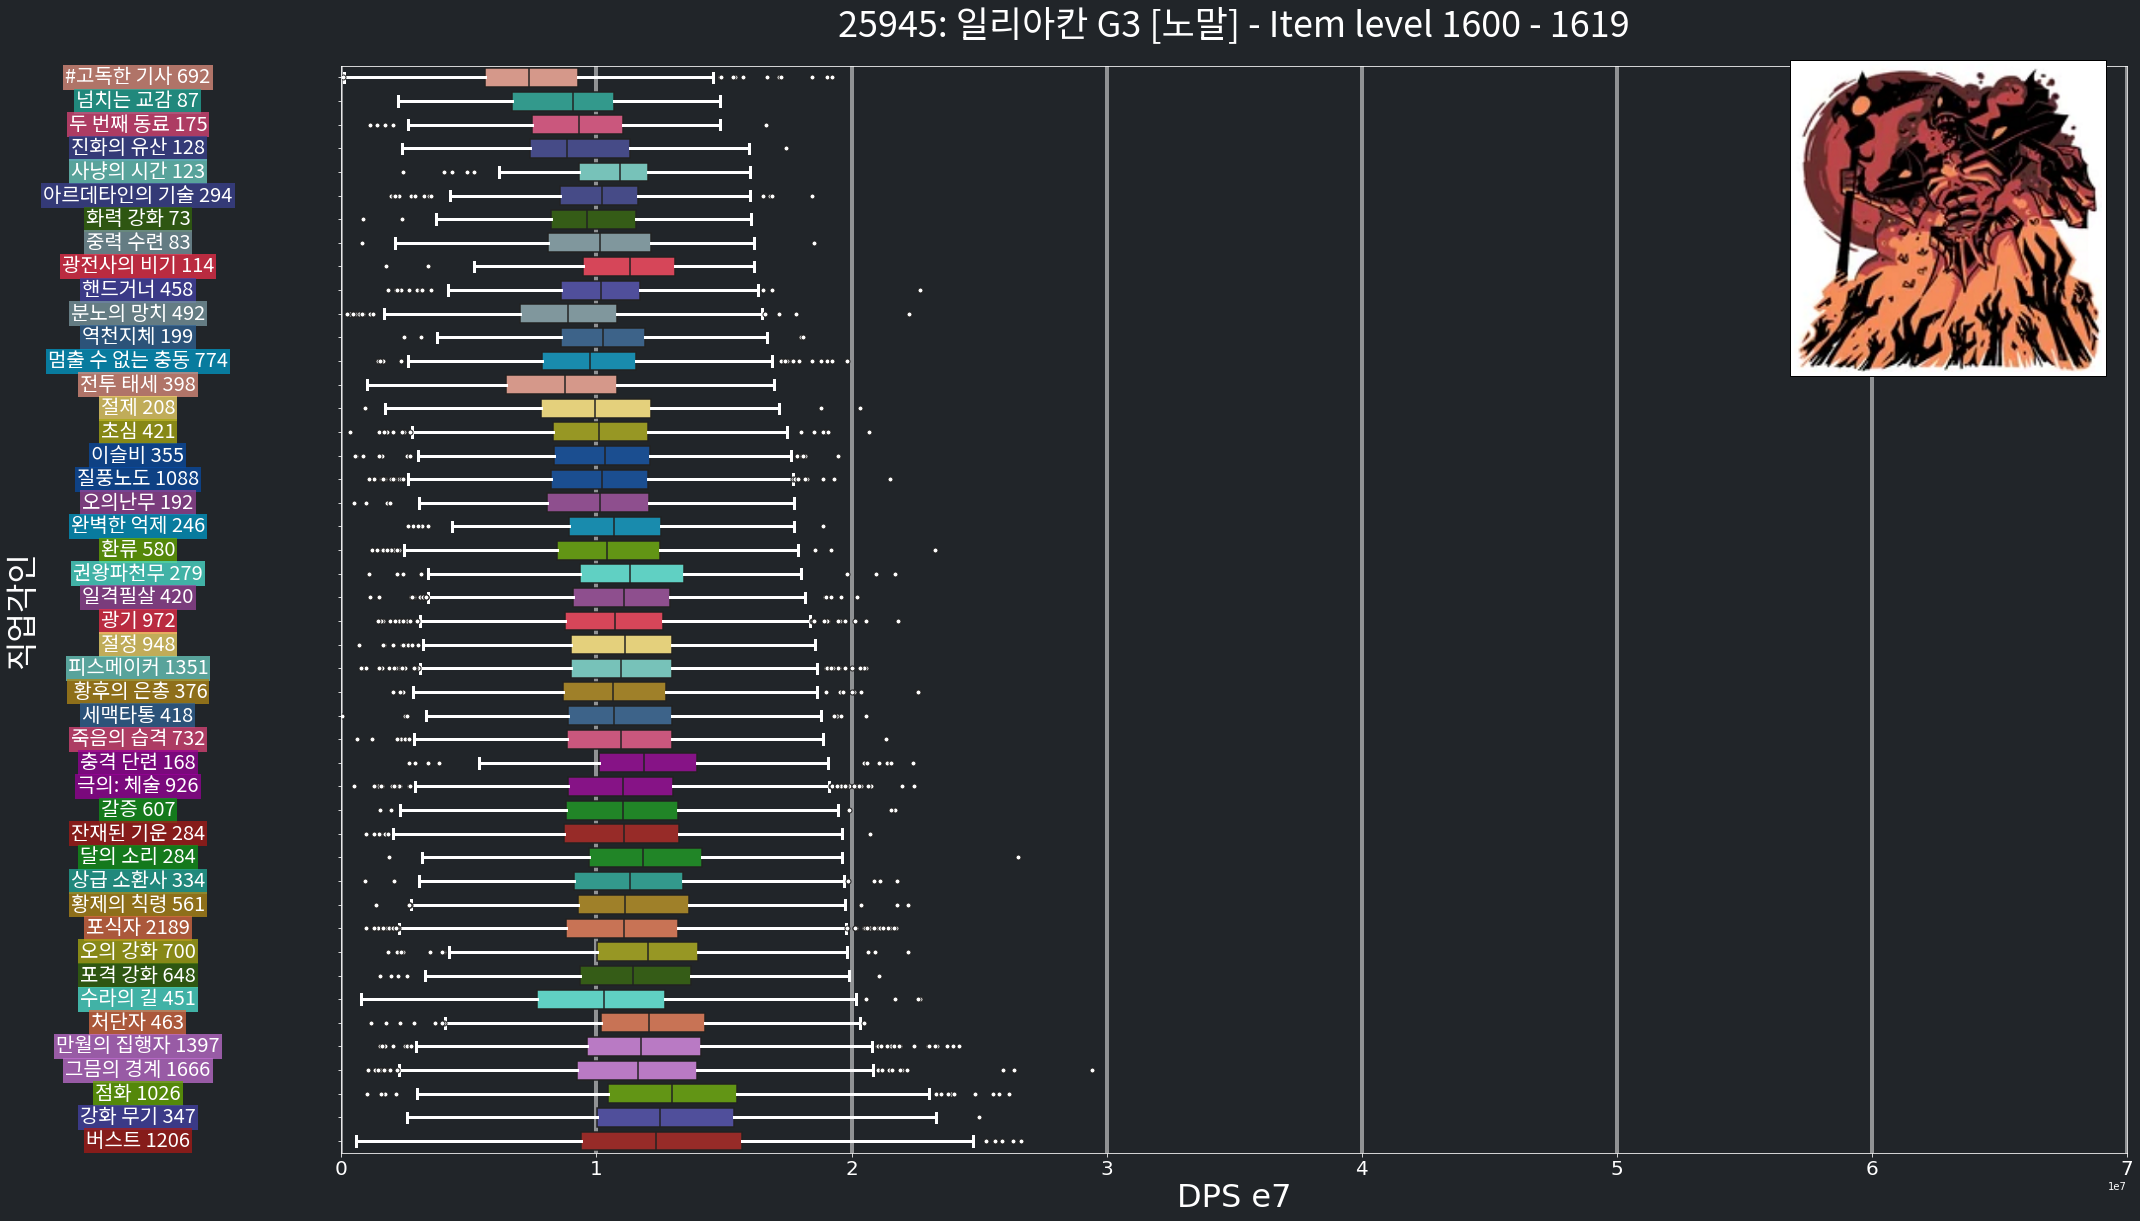 25945: 일리아칸 G3 [노말] - Item level 1600 - 1619
#고독한 기사 692
넘치는 교감 87
두 번째 동료 175
진화의 유산 128
사냥의 시간 123
아르데타인의 기술 294
화력 강화 73
중력 수련 83
광전사의 비기 114
핸드거너 458
분노의 망치 492
역천지체 199
멈출 수 없는 충동 774
전투 태세 398
절제 208
초심 421
이슬비 355
질풍노도 1088
오의난무 192
완벽한 억제 246
환류 580
권왕파천무 279
일격필살 420
광기 972
절정 948
피스메이커 1351
황후의 은총 376
세맥타통 418
죽음의 습격 732
충격 단련 168
극의: 체술 926
갈증 607
잔재된 기운 284
달의 소리 284
상급 소환사 334
황제의 칙령 561
포식자 2189
오의 강화 700
포격 강화 648
수라의 길 451
처단자 463
만월의 집행자 1397
그믐의 경계 1666
점화 1026
강화 무기 347
버스트 1206
직업각인
0 1 2 3 4 5 6 7
1e7
DPS e7